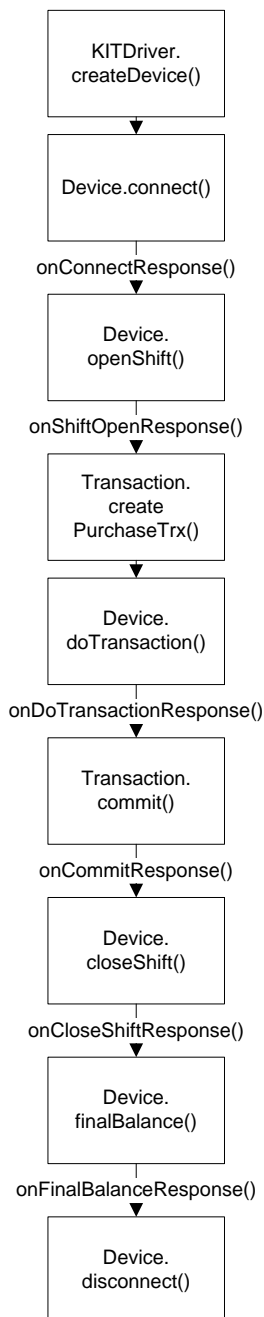 KITDriver.
createDevice()
Device.connect()
onConnectResponse()
Device.
openShift()
onShiftOpenResponse()
Transaction.
create
PurchaseTrx()
Device.
doTransaction()
onDoTransactionResponse()
Transaction.
commit()
onCommitResponse()
Device.
closeShift()
onCloseShiftResponse()
Device.
finalBalance()
onFinalBalanceResponse()
Device.
disconnect()